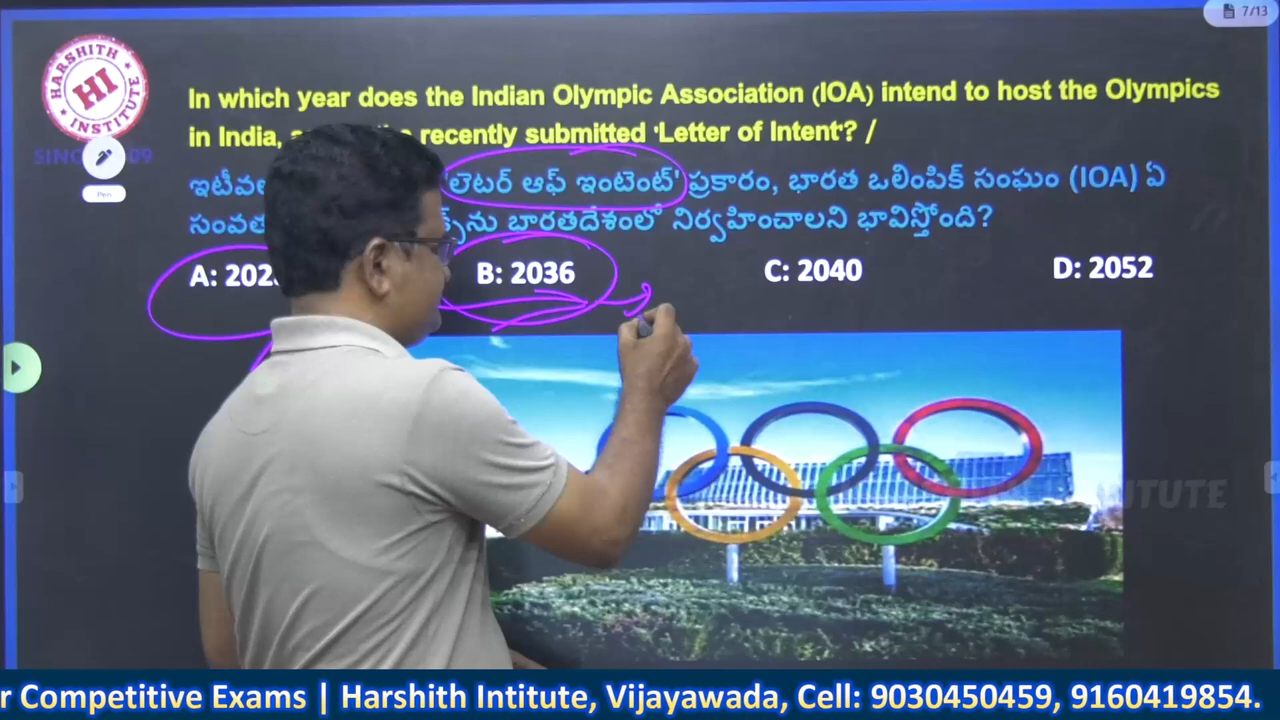 7/13
HARSHITH
HI
INSTITUTE
Pen
In which year does the Indian Olympic Association (IOA) intend to host the Olympics
in India, recently submitted 'Letter of Intent'? /
'లెటర్ ఆఫ్ ఇంటెంట్' ప్రకారం, భారత ఒలింపిక్ సంఘం (IOA) ఏ
బారతదేశంలో నిర్వహించాలని భావిస్తోంది?
A: B: 2036 C: 2040 D: 2052
r Competitive Exams | Harshith Intitute, Vijayawada, Cell: 9030450459, 9160419854.